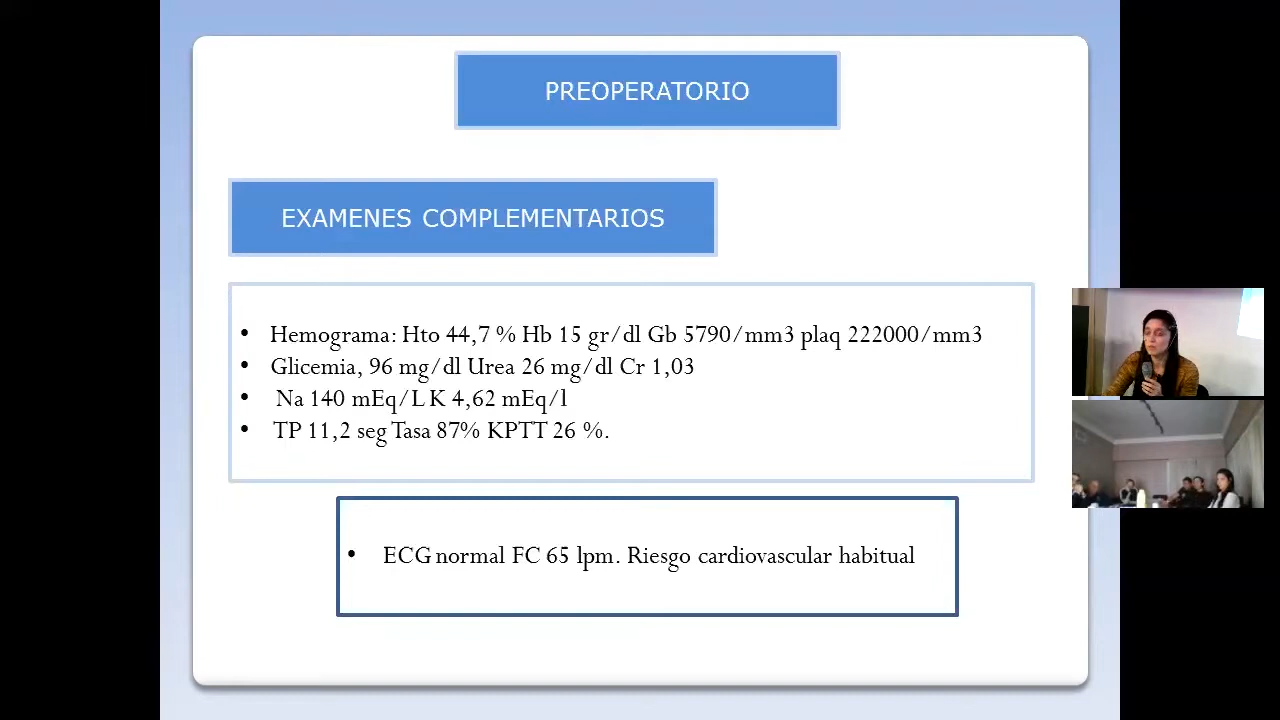 PREOPERATORIO
EXAMENES COMPLEMENTARIOS
• Hemograma: Hto 44,7 % Hb 15 gr/dl Gb 5790/mm3 plaq 222000/mm3
• Glicemia, 96 mg/dl Urea 26 mg/dl Cr 1,03
• Na 140 mEq/L K 4,62 mEq/l
• TP 11,2 seg Tasa 87% KPTT 26 %.
• ECG normal FC 65 lpm. Riesgo cardiovascular habitual